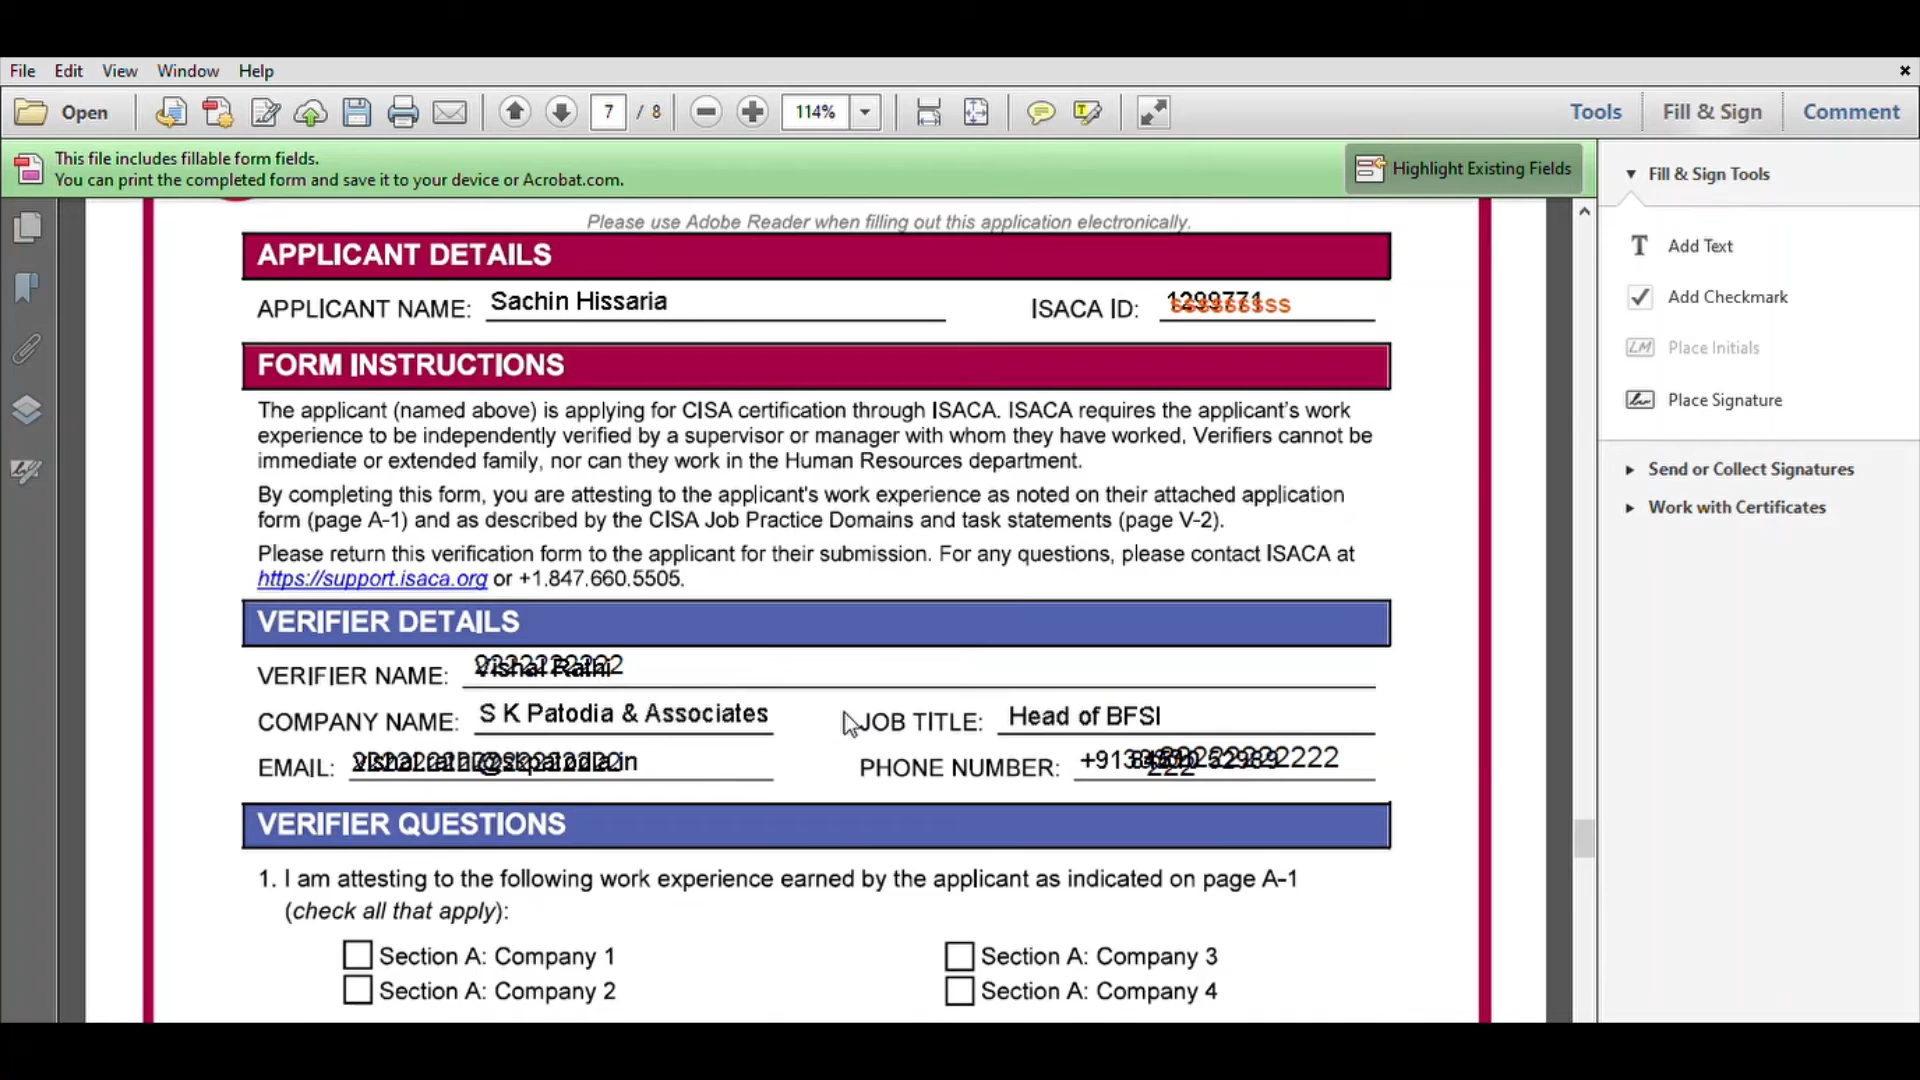 File Edit View Window Help
Open 7 / 8 114% Tools Fill & Sign Comment
This file includes fillable form fields.
You can print the completed form and save it to your device or Acrobat.com.
Highlight Existing Fields
Fill & Sign Tools
Add Text
Add Checkmark
Place Initials
Place Signature
Send or Collect Signatures
Work with Certificates
Please use Adobe Reader when filling out this application electronically.
APPLICANT DETAILS
APPLICANT NAME: Sachin Hissaria ISACA ID:
FORM INSTRUCTIONS
The applicant (named above) is applying for CISA certification through ISACA. ISACA requires the applicant's work
experience to be independently verified by a supervisor or manager with whom they have worked. Verifiers cannot be
immediate or extended family, nor can they work in the Human Resources department.
By completing this form, you are attesting to the applicant's work experience as noted on their attached application
form (page A-1) and as described by the CISA Job Practice Domains and task statements (page V-2).
Please return this verification form to the applicant for their submission. For any questions, please contact ISACA at
https://support.isaca.org or +1.847.660.5505.
VERIFIER DETAILS
VERIFIER NAME:
COMPANY NAME: S K Patodia & Associates JOB TITLE: Head of BFSI
EMAIL: PHONE NUMBER:
VERIFIER QUESTIONS
1. I am attesting to the following work experience earned by the applicant as indicated on page A-1
(check all that apply):
Section A: Company 1 Section A: Company 3
Section A: Company 2 Section A: Company 4